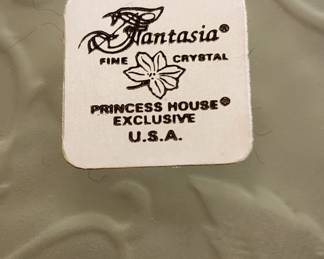 Fantasia®
FINE CRYSTAL
PRINCESS HOUSE®
EXCLUSIVE
U.S.A.